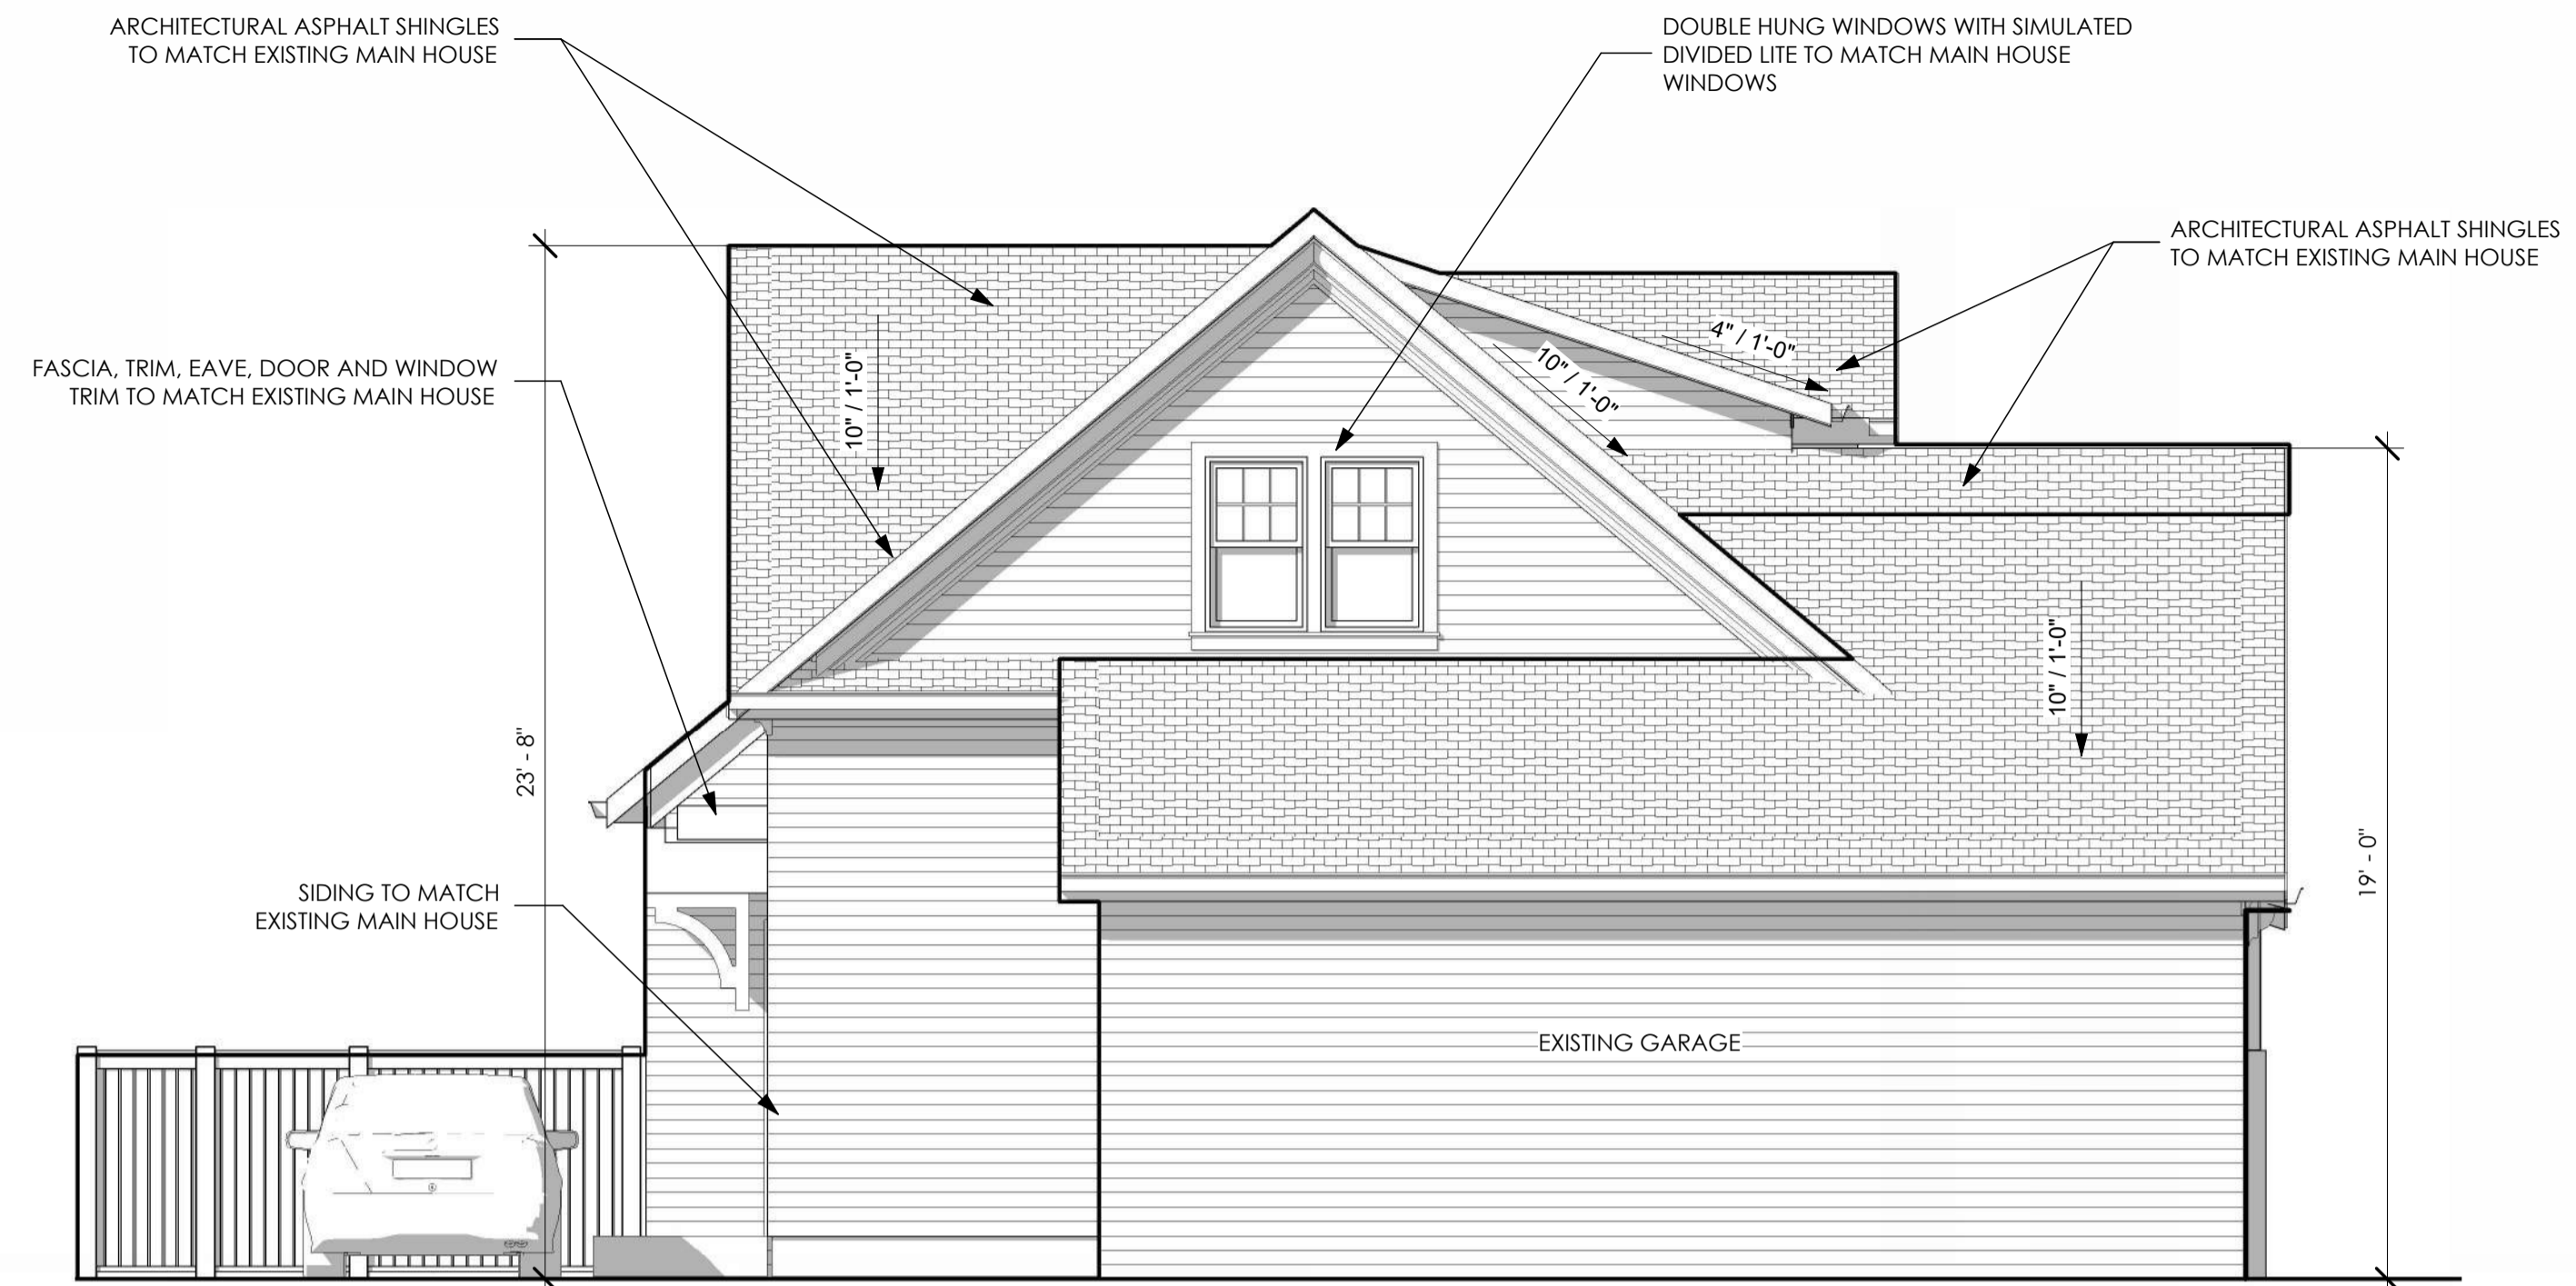 ARCHITECTURAL ASPHALT SHINGLES
TO MATCH EXISTING MAIN HOUSE
DOUBLE HUNG WINDOWS WITH SIMULATED
DIVIDED LITE TO MATCH MAIN HOUSE
WINDOWS
ARCHITECTURAL ASPHALT SHINGLES
TO MATCH EXISTING MAIN HOUSE
FASCIA, TRIM, EAVE, DOOR AND WINDOW
TRIM TO MATCH EXISTING MAIN HOUSE
10" / 1'-0"
10" / 1'-0"
4" / 1'-0"
10" / 1'-0"
23' - 8"
19' - 0"
SIDING TO MATCH
EXISTING MAIN HOUSE
EXISTING GARAGE